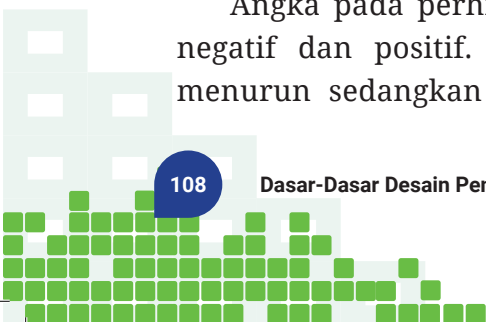 Angka pada
negatif dan positif.
menurun sedangkan
108
Dasar-Dasar Desain